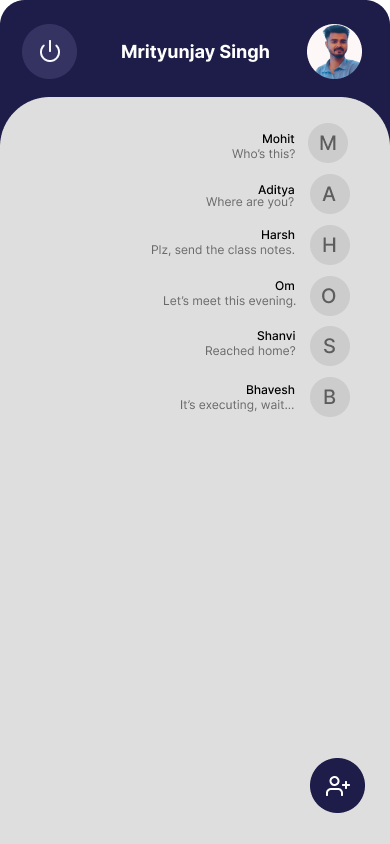 Mrityunjay Singh
Mohit
Who's this?
M
Aditya
Where are you?
A
Harsh
Plz, send the class notes.
H
Om
Let's meet this evening.
O
Shanvi
Reached home?
S
Bhavesh
It's executing, wait...
B